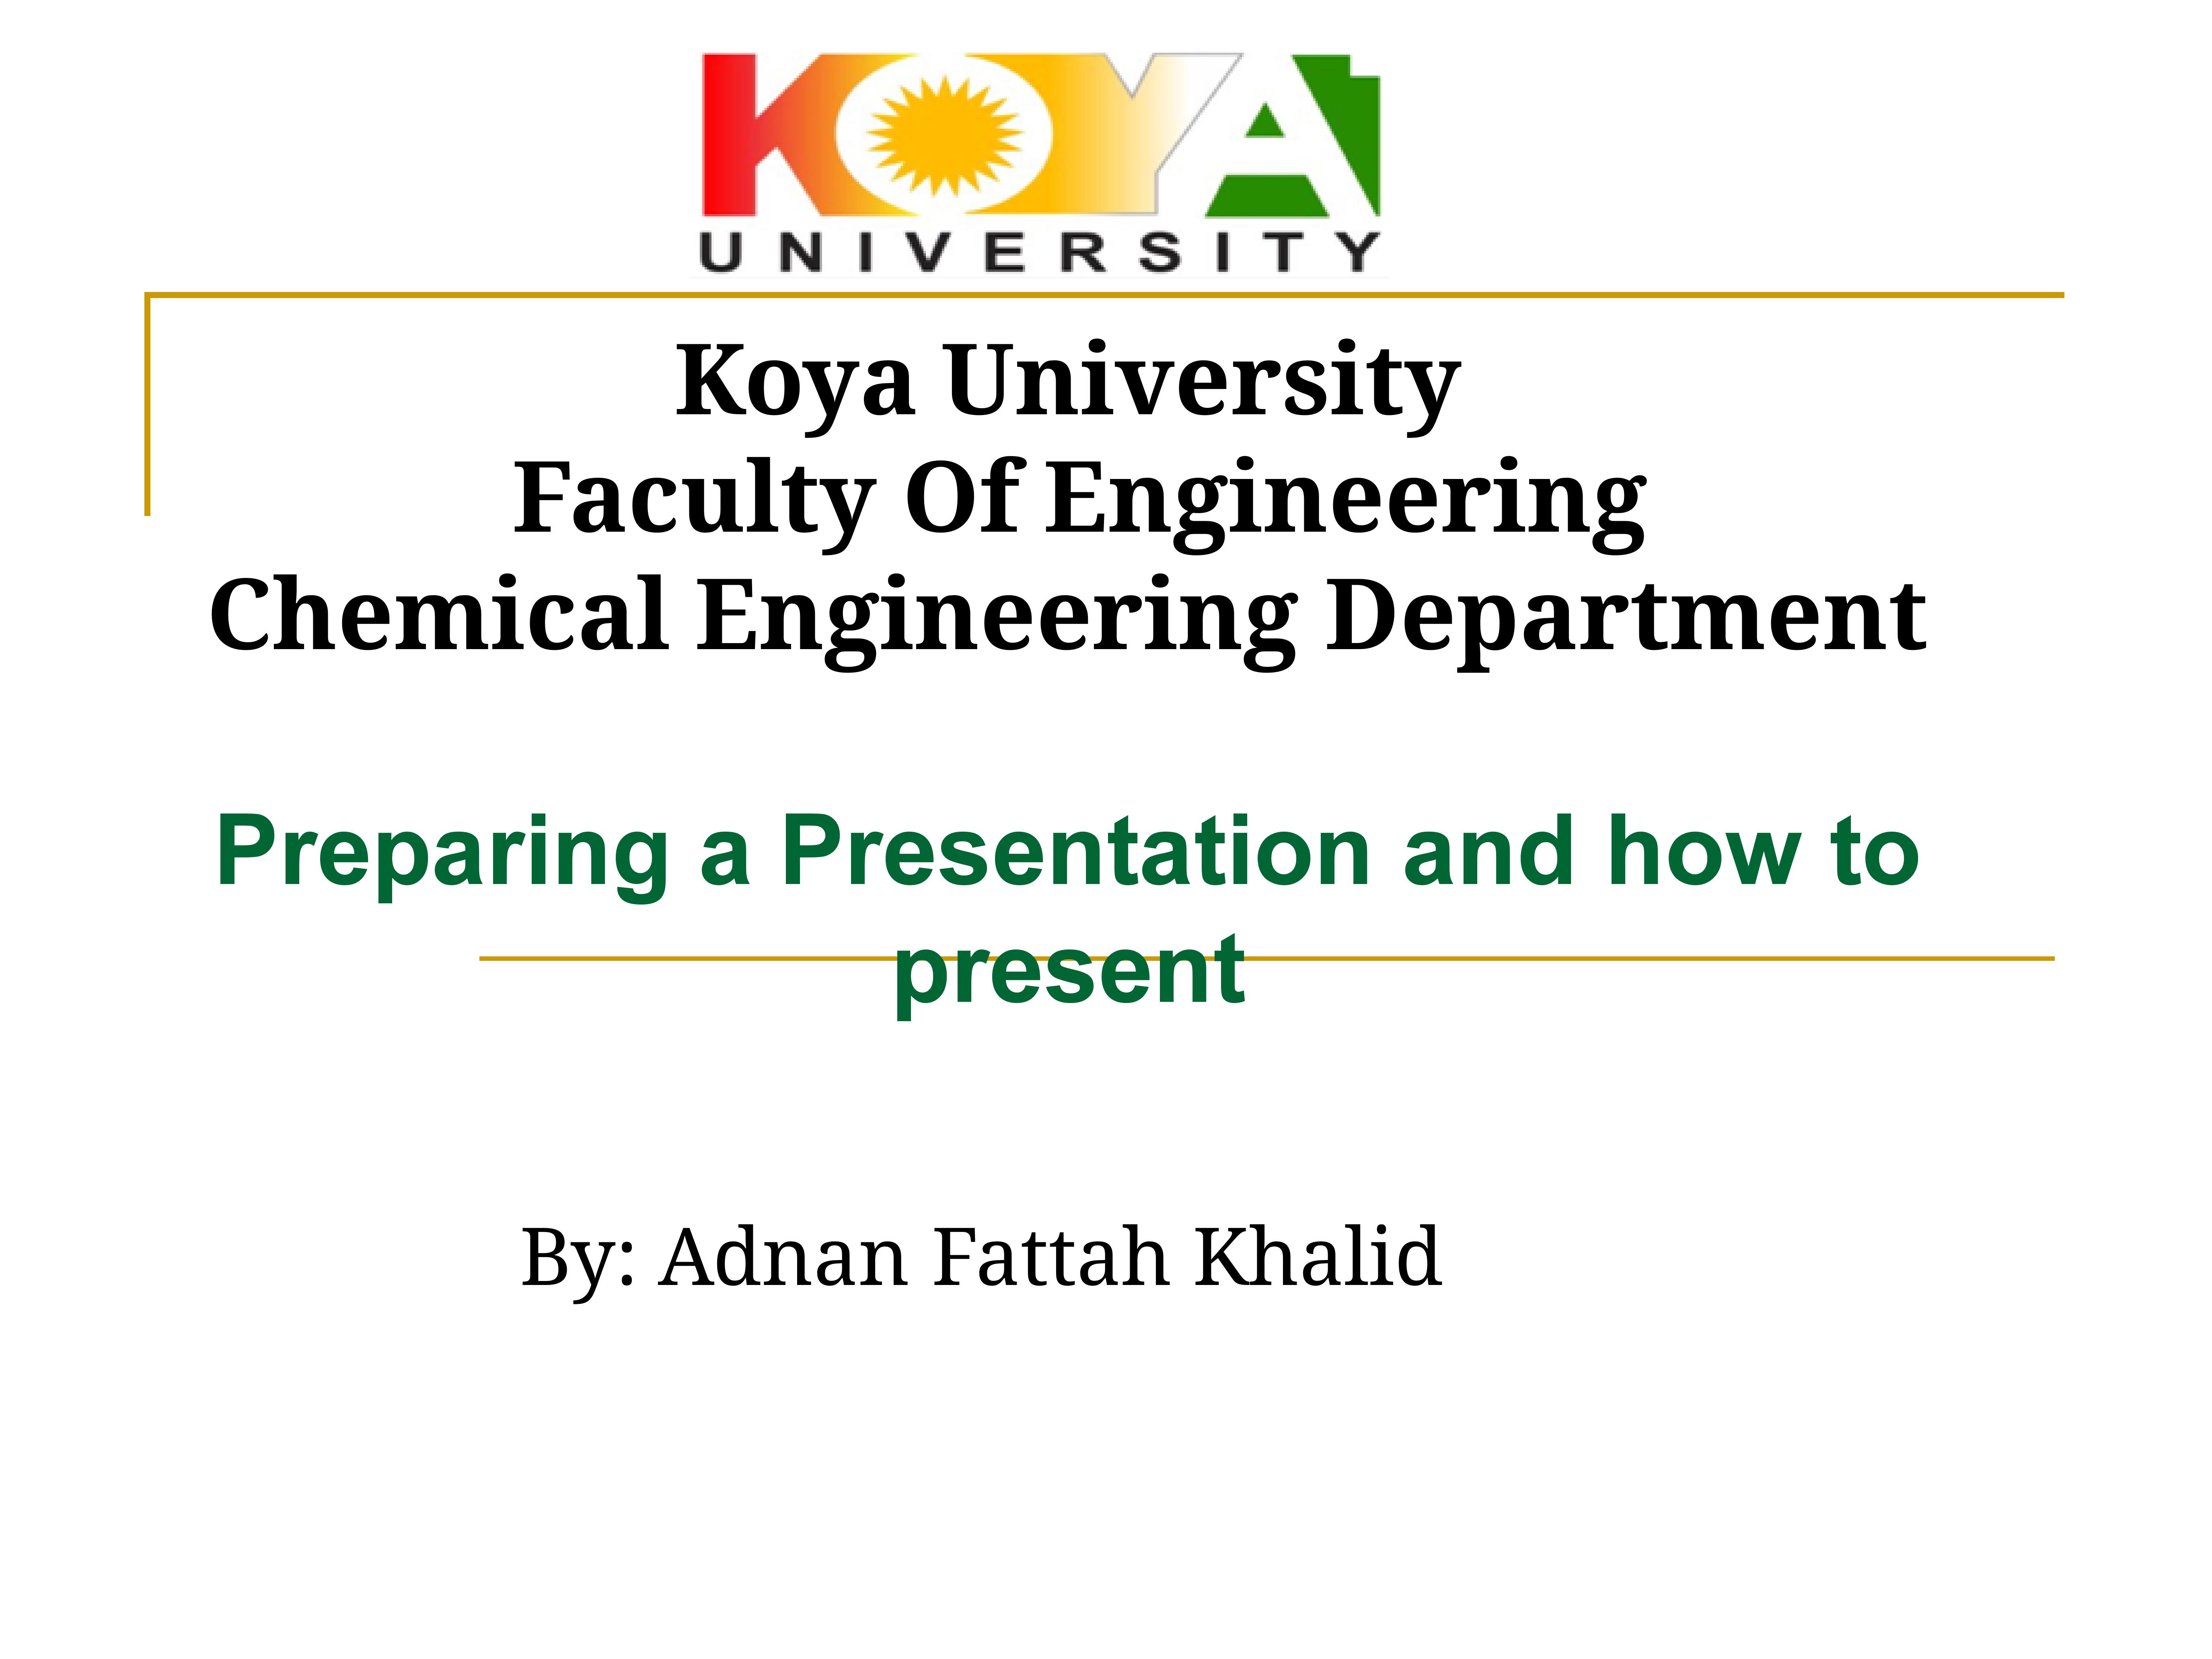 KOYA
UNIVERSITY
Koya University
Faculty Of Engineering
Chemical Engineering Department
Preparing a Presentation and how to
present
By: Adnan Fattah Khalid